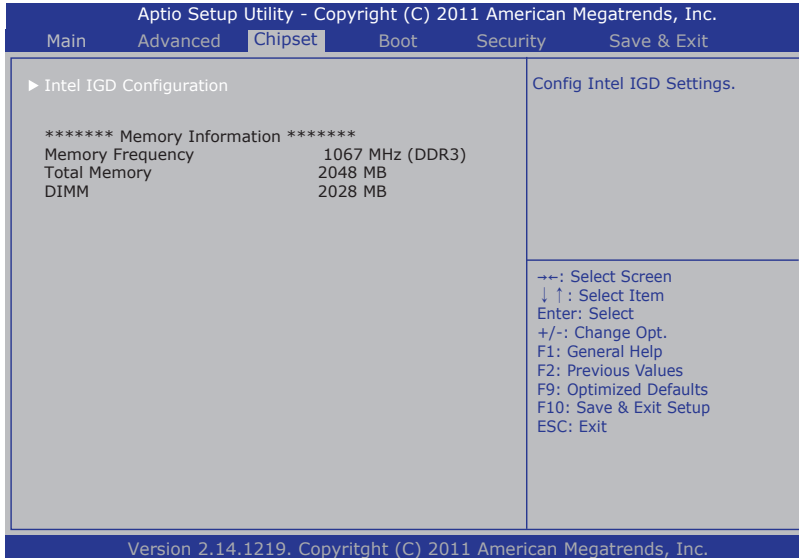 Aptio Setup Utility - Copyright (C) 2011 American Megatrends, Inc.
Main Advanced Chipset Boot Security Save & Exit
▶ Intel IGD Configuration
******* Memory Information *******
Memory Frequency 1067 MHz (DDR3)
Total Memory 2048 MB
DIMM 2028 MB
Config Intel IGD Settings.
→←: Select Screen
↓↑: Select Item
Enter: Select
+/-: Change Opt.
F1: General Help
F2: Previous Values
F9: Optimized Defaults
F10: Save & Exit Setup
ESC: Exit
Version 2.14.1219. Copyritght (C) 2011 American Megatrends, Inc.